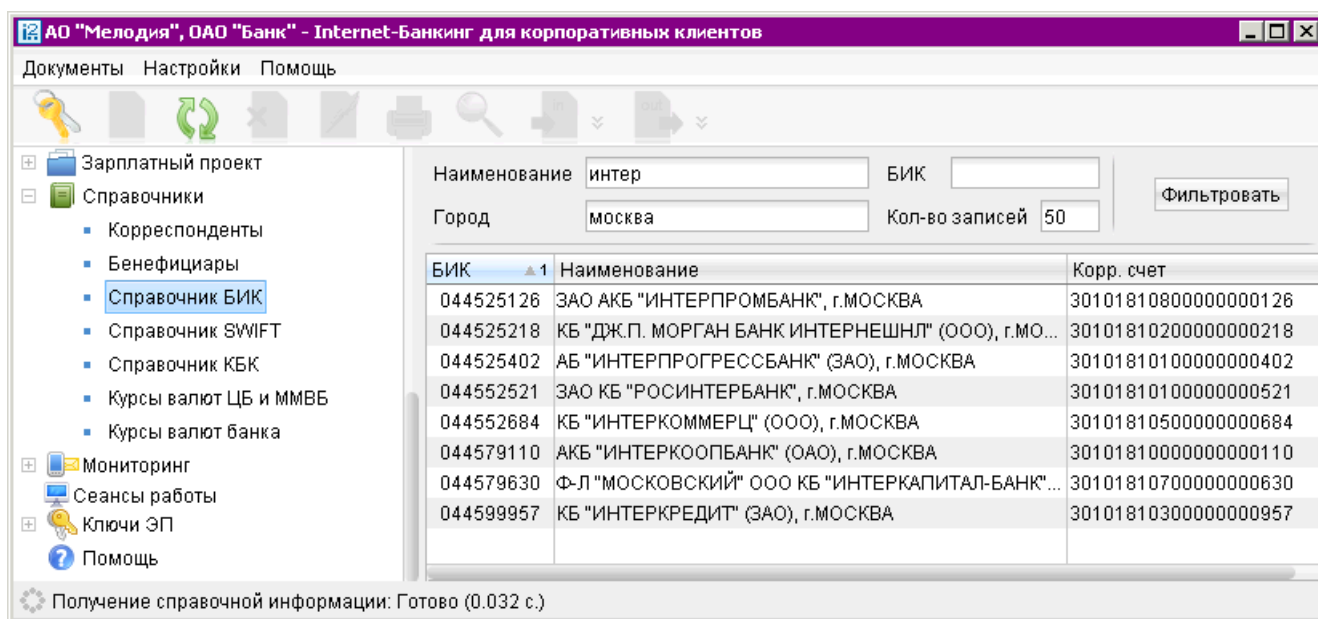 АО "Мелодия", ОАО "Банк" - Internet-Банкинг для корпоративных клиентов
Документы Настройки Помощь
in out
Зарплатный проект
Справочники
Корреспонденты
Бенефициары
Справочник БИК
Справочник SWIFT
Справочник КБК
Курсы валют ЦБ и ММВБ
Курсы валют банка
Мониторинг
Сеансы работы
Ключи ЭП
Помощь
Наименование интер БИК
Фильтровать
Город москва Кол-во записей 50
БИК 1 Наименование Корр. счет
044525126 ЗАО АКБ "ИНТЕРПРОМБАНК", г.МОСКВА 30101810800000000126
044525218 КБ "ДЖ.П. МОРГАН БАНК ИНТЕРНЕШНЛ" (ООО), г.МО... 30101810200000000218
044525402 АБ "ИНТЕРПРОГРЕССБАНК" (ЗАО), г.МОСКВА 30101810100000000402
044552521 ЗАО КБ "РОСИНТЕРБАНК", г.МОСКВА 30101810100000000521
044552684 КБ "ИНТЕРКОММЕРЦ" (ООО), г.МОСКВА 30101810500000000684
044579110 АКБ "ИНТЕРКООПБАНК" (ОАО), г.МОСКВА 30101810000000000110
044579630 Ф-Л "МОСКОВСКИЙ" ООО КБ "ИНТЕРКАПИТАЛ-БАНК"... 30101810700000000630
044599957 КБ "ИНТЕРКРЕДИТ" (ЗАО), г.МОСКВА 30101810300000000957
Получение справочной информации: Готово (0.032 с.)